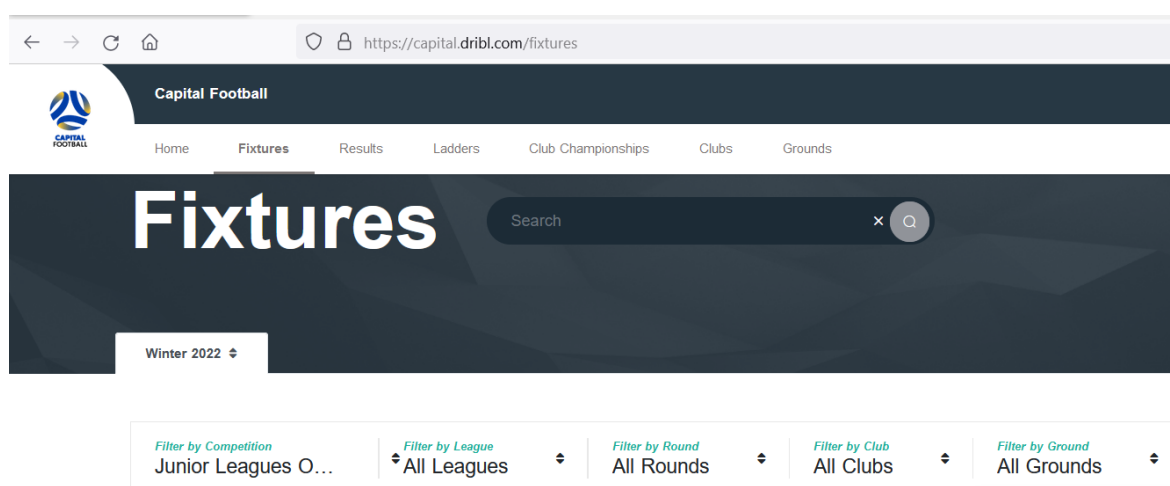 https://capital.dribl.com/fixtures
Capital Football
CAPITAL
FOOTBALL
Home Fixtures Results Ladders Club Championships Clubs Grounds
Fixtures
Search
Winter 2022
Filter by Competition Filter by League Filter by Round Filter by Club Filter by Ground
Junior Leagues O... All Leagues All Rounds All Clubs All Grounds